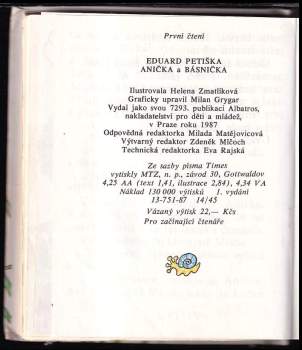 První čtení
EDUARD PETIŠKA
ANIČKA a BÁSNIČKA
Ilustrovala Helena Zmatlíková
Graficky upravil Milan Grygar
Vydal jako svou 7293. publikaci Albatros,
nakladatelství pro děti a mládež,
v Praze roku 1987
Odpovědná redaktorka Milada Matějovicová
Výtvarný redaktor Zdeněk Mlčoch
Technická redaktorka Eva Rajská
Ze sazby písma Times
vytiskly MTZ, n. p., závod 30, Gottwaldov
4,25 AA (text 1,41, ilustrace 2,84), 4,34 VA
Náklad 130 000 výtisků 1. vydání
13-751-87 14/45
Vázaný výtisk 22,— Kčs
Pro začínající čtenáře